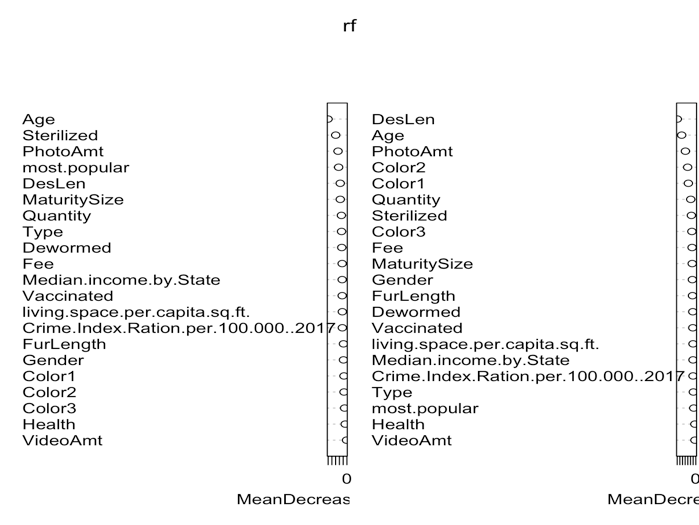 rf
Age
Sterilized
PhotoAmt
most.popular
DesLen
MaturitySize
Quantity
Type
Dewormed
Fee
Median.income.by.State
Vaccinated
living.space.per.capita.sq.ft.
Crime.Index.Ration.per.100.000..2017
FurLength
Gender
Color1
Color2
Color3
Health
VideoAmt
0
MeanDecreas
DesLen
Age
PhotoAmt
Color2
Color1
Quantity
Sterilized
Color3
Fee
MaturitySize
Gender
FurLength
Dewormed
Vaccinated
living.space.per.capita.sq.ft.
Median.income.by.State
Crime.Index.Ration.per.100.000..2017
Type
most.popular
Health
VideoAmt
0
MeanDecre